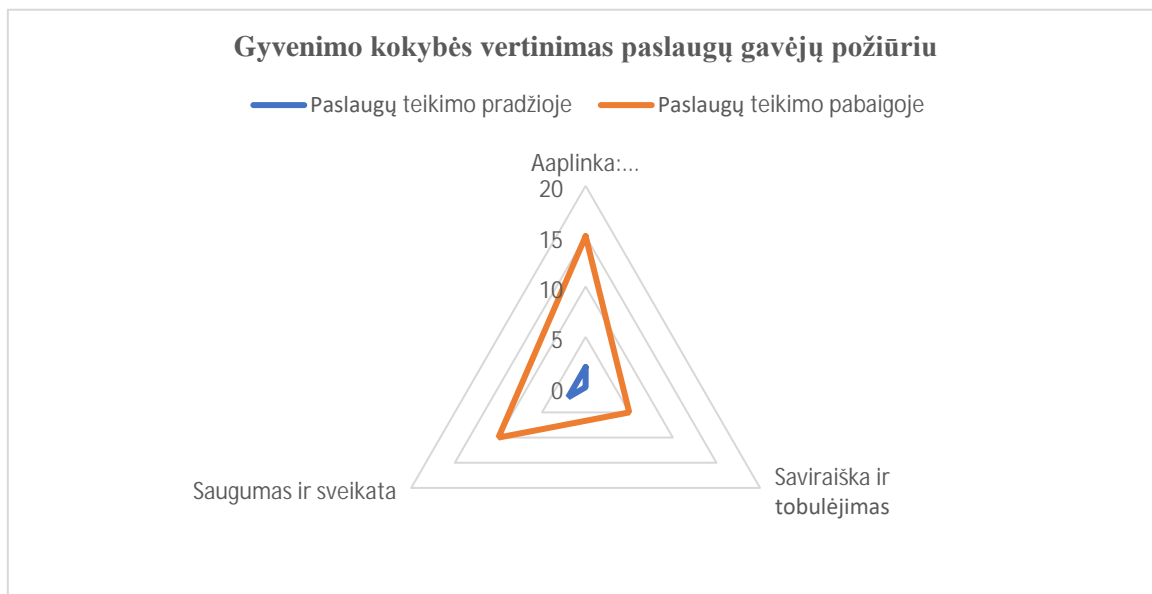 Gyvenimo kokybės vertinimas paslaugų gavėjų požiūriu
Paslaugų teikimo pradžioje Paslaugų teikimo pabaigoje
Aaplinka:...
20
15
10
5
0
Saugumas ir sveikata
Saviraiška ir
tobulėjimas